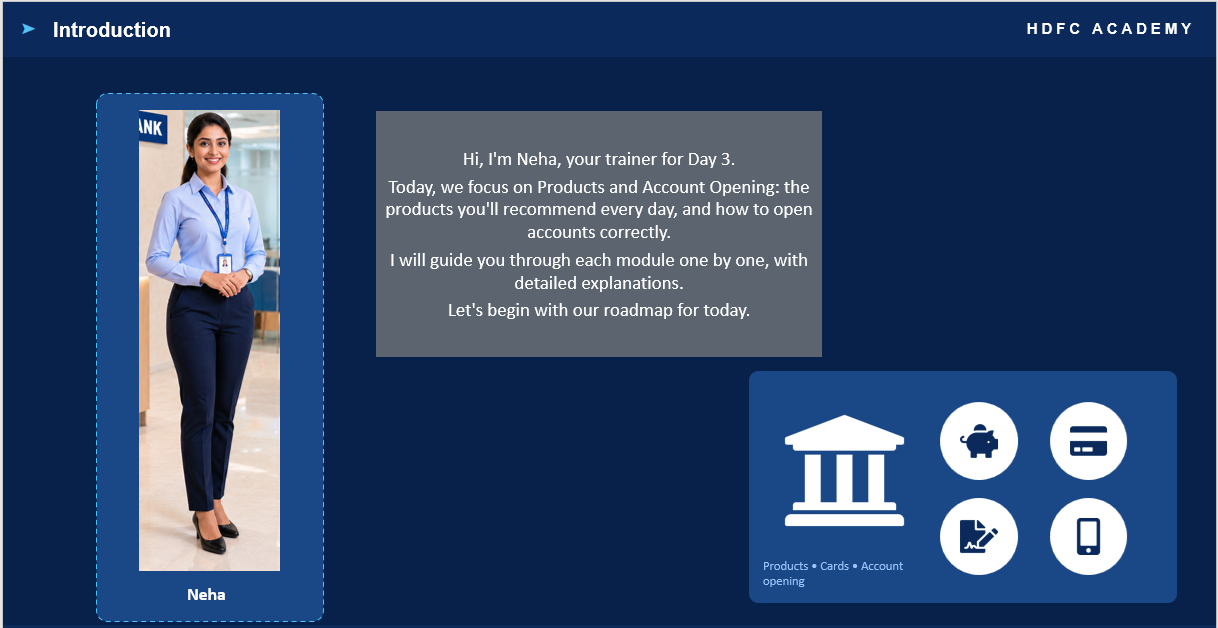 Introduction
HDFC ACADEMY
ANK
Hi, I'm Neha, your trainer for Day 3.
Today, we focus on Products and Account Opening: the
products you'll recommend every day, and how to open
accounts correctly.
I will guide you through each module one by one, with
detailed explanations.
Let's begin with our roadmap for today.
Products • Cards • Account
opening
Neha